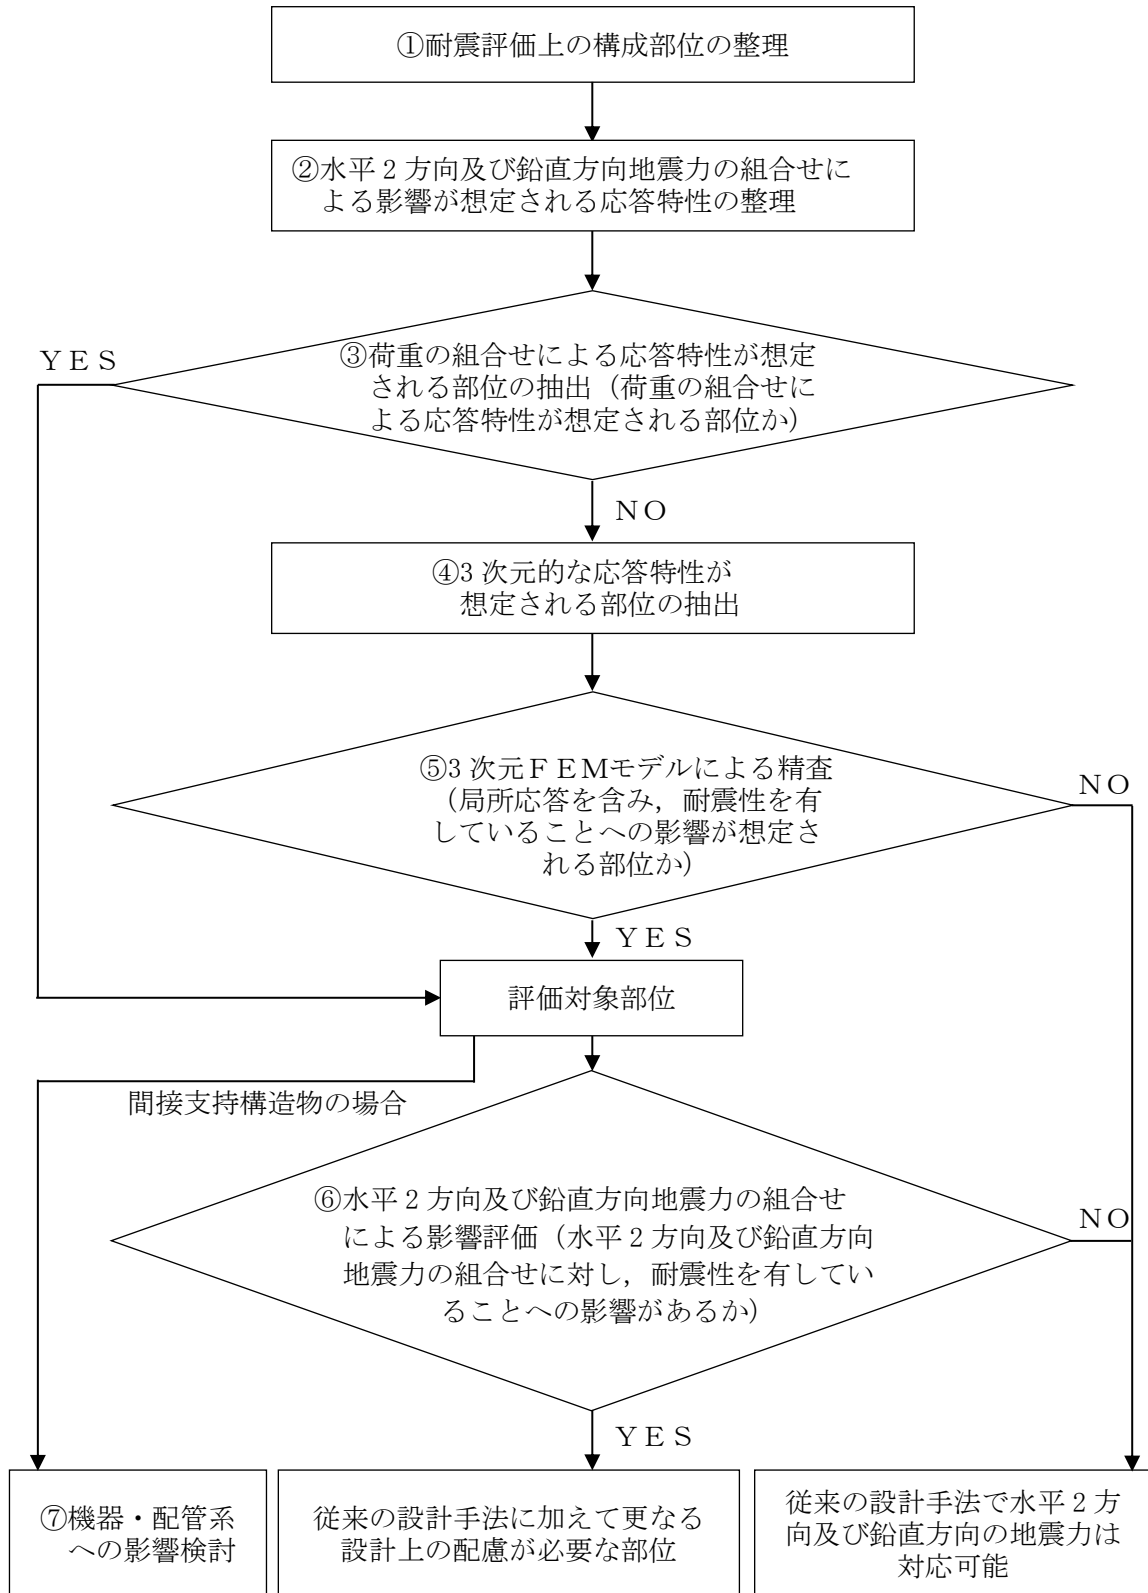 ①耐震評価上の構成部位の整理
②水平2方向及び鉛直方向地震力の組合せに
よる影響が想定される応答特性の整理
③荷重の組合せによる応答特性が想定
される部位の抽出（荷重の組合せに
よる応答特性が想定される部位か）
ＹＥＳ
ＮＯ
④3次元的な応答特性が
想定される部位の抽出
⑤3次元ＦＥＭモデルによる精査
（局所応答を含み，耐震性を有
していることへの影響が想定さ
れる部位か）
ＮＯ
ＹＥＳ
評価対象部位
間接支持構造物の場合
⑥水平2方向及び鉛直方向地震力の組合せ
による影響評価（水平2方向及び鉛直方向
地震力の組合せに対し，耐震性を有してい
ることへの影響があるか）
ＮＯ
ＹＥＳ
⑦機器・配管系
への影響検討
従来の設計手法に加えて更なる
設計上の配慮が必要な部位
従来の設計手法で水平2方
向及び鉛直方向の地震力は
対応可能